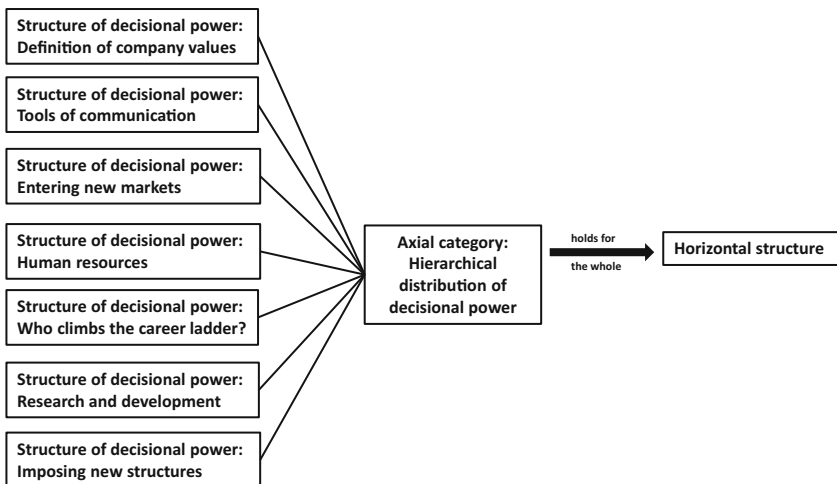 Structure of decisional power:
Definition of company values
Structure of decisional power:
Tools of communication
Structure of decisional power:
Entering new markets
Structure of decisional power:
Human resources
Structure of decisional power:
Who climbs the career ladder?
Structure of decisional power:
Research and development
Structure of decisional power:
Imposing new structures
Axial category:
Hierarchical
distribution of
decisional power
holds for
the whole
Horizontal structure